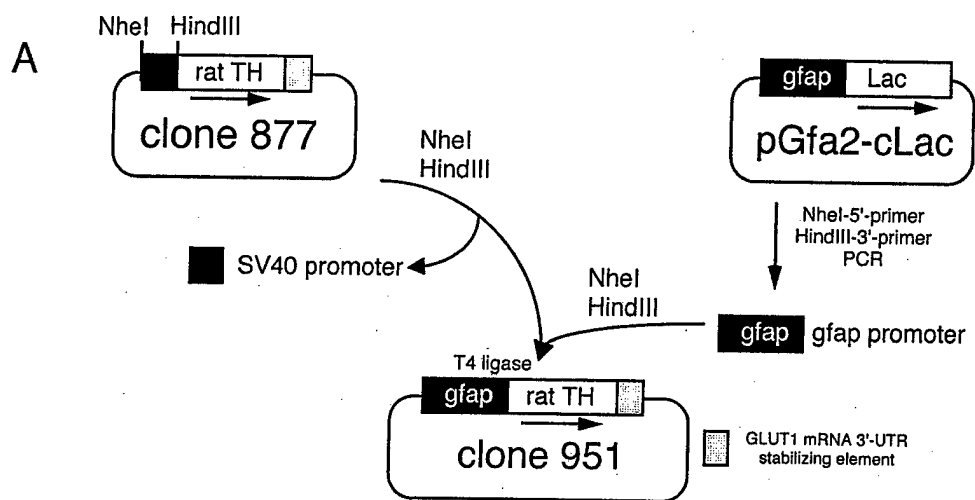 A
NheI HindIII
rat TH
clone 877
gfap Lac
pGfa2-cLac
NheI
HindIII
SV40 promoter
NheI-5'-primer
HindIII-3'-primer
PCR
NheI
HindIII
gfap
gfap promoter
T4 ligase
gfap rat TH
clone 951
GLUT1 mRNA 3'-UTR
stabilizing element